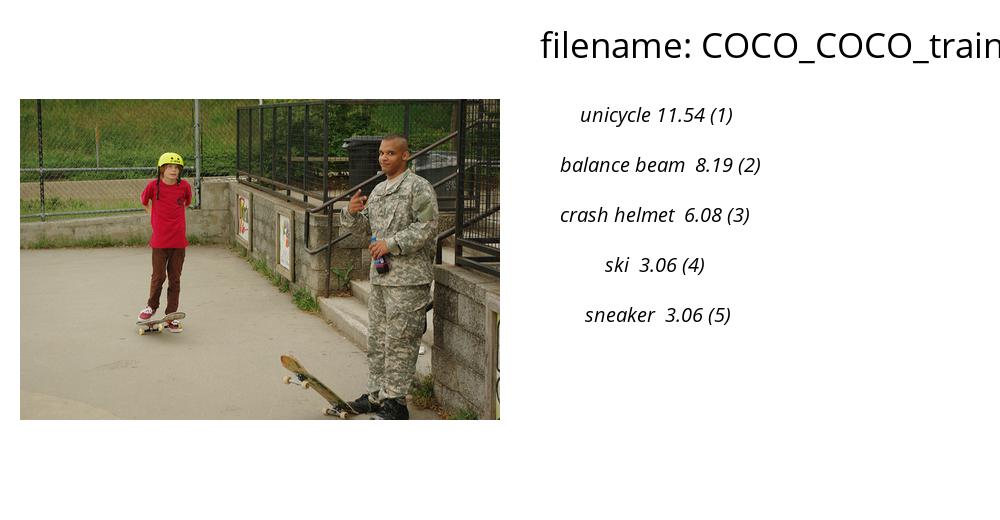 filename: COCO_COCO_train
unicycle 11.54 (1)
balance beam 8.19 (2)
crash helmet 6.08 (3)
ski 3.06 (4)
sneaker 3.06 (5)